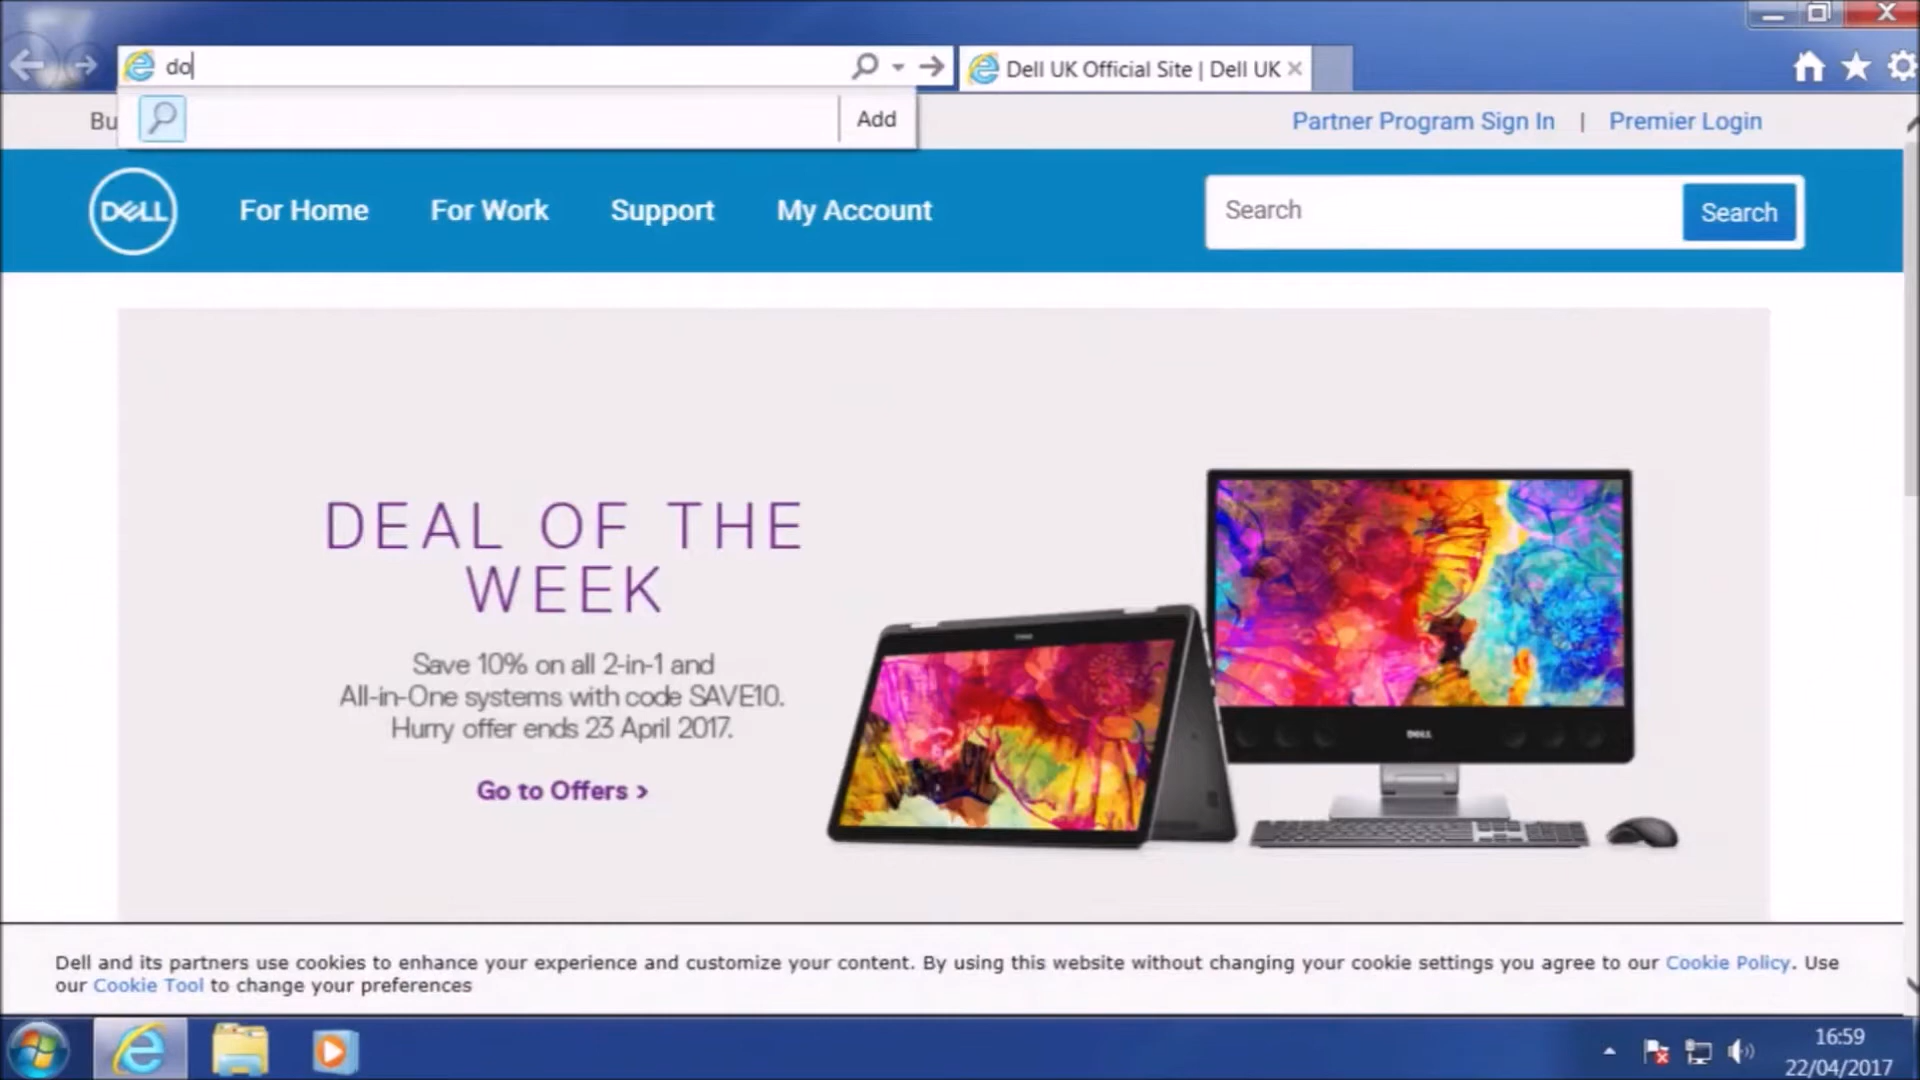 do
Dell UK Official Site | Dell UK
Add
Bu
Partner Program Sign In | Premier Login
DELL
For Home
For Work
Support
My Account
Search
Search
DEAL OF THE
WEEK
Save 10% on all 2-in-1 and
All-in-One systems with code SAVE10.
Hurry offer ends 23 April 2017.
Go to Offers >
DELL
Dell and its partners use cookies to enhance your experience and customize your content. By using this website without changing your cookie settings you agree to our Cookie Policy. Use
our Cookie Tool to change your preferences
16:59
22/04/2017